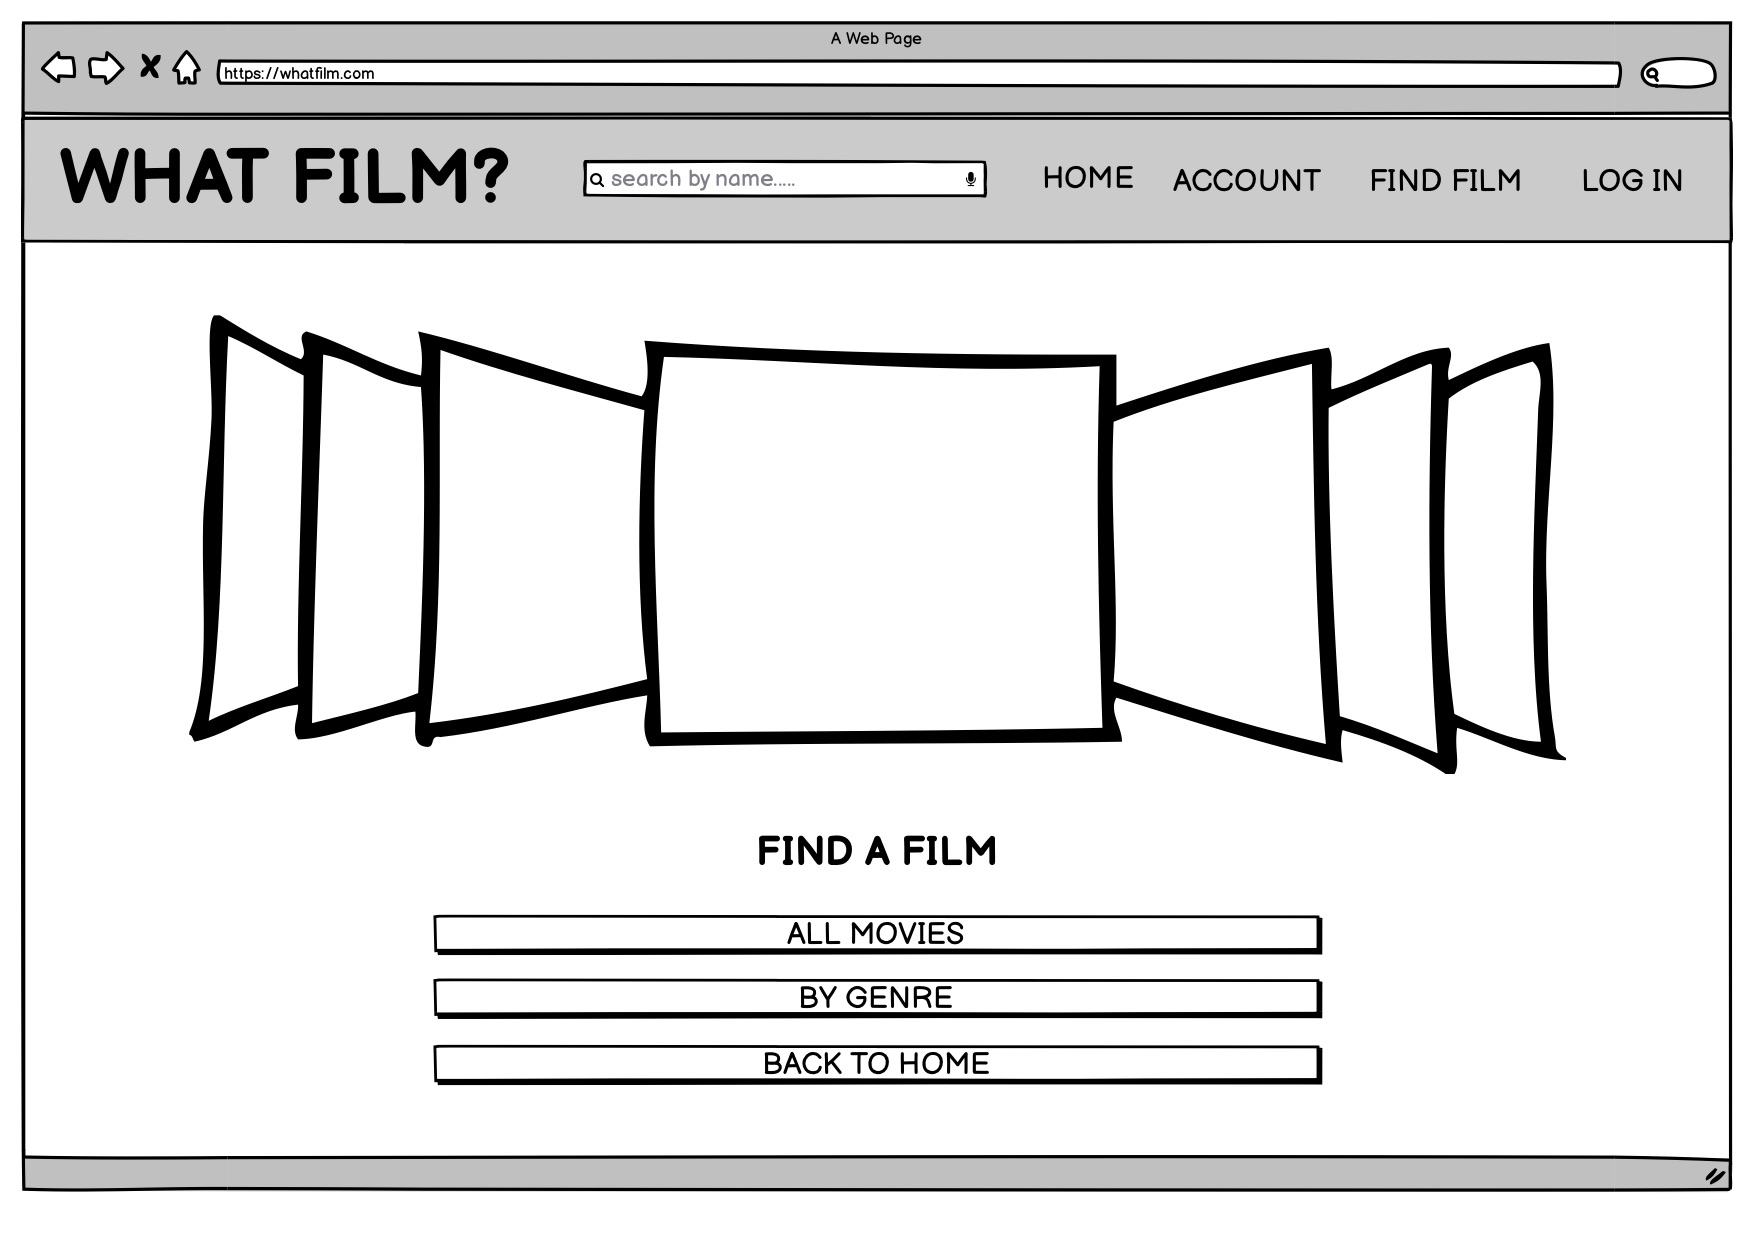 A Web Page
https://whatfilm.com
WHAT FILM?
search by name.....
HOME
ACCOUNT
FIND FILM
LOG IN
FIND A FILM
ALL MOVIES
BY GENRE
BACK TO HOME